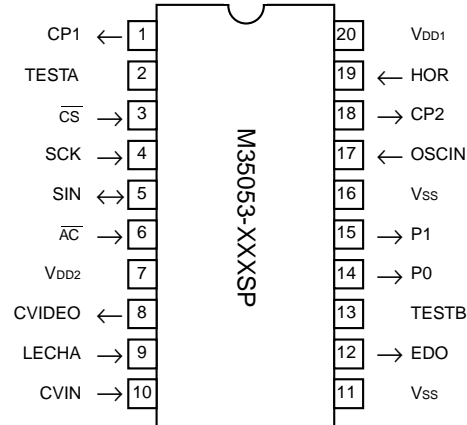 CP1 ← 1 20 VDD1
TESTA 2 19 ← HOR
CS → 3 18 → CP2
SCK → 4 17 ← OSCIN
SIN ↔ 5 16 VSS
AC → 6 15 → P1
VDD2 7 14 → P0
CVIDEO ← 8 13 TESTB
LECHA → 9 12 → EDO
CVIN → 10 11 VSS
M35053-XXXSP